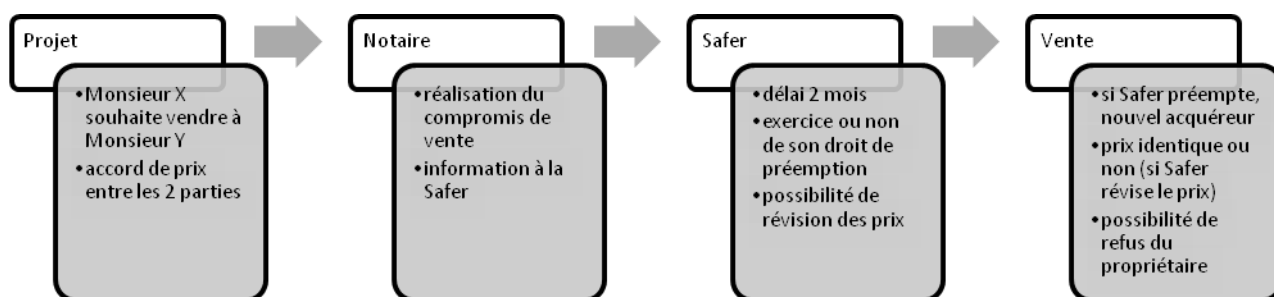 Projet
•Monsieur X
souhaite vendre à
Monsieur Y
•accord de prix
entre les 2 parties
Notaire
•réalisation du
compromis de
vente
•information à la
Safer
Safer
•délai 2 mois
•exercice ou non
de son droit de
préemption
•possibilité de
révision des prix
Vente
•si Safer préempte,
nouvel acquéreur
•prix identique ou
non (si Safer
révise le prix)
•possibilité de
refus du
propriétaire